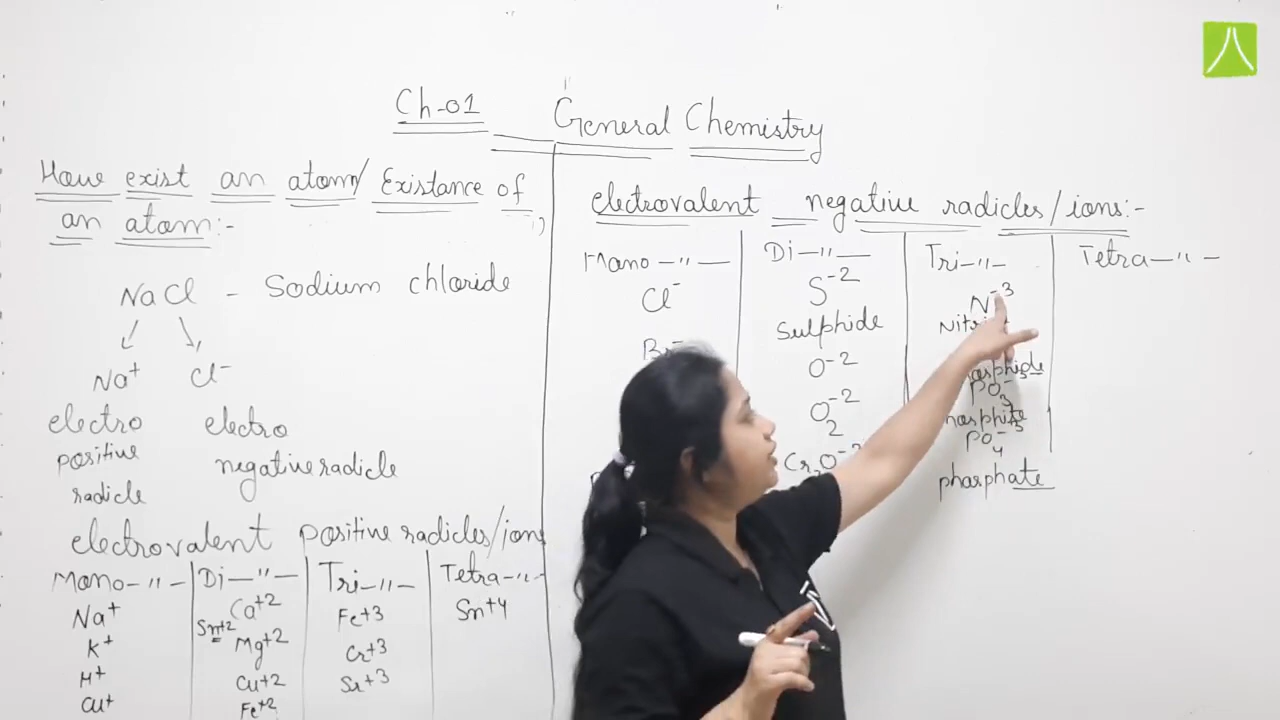 Ch-01 General Chemistry
How exist an atom/ Existance of
an atom:-
NaCl - Sodium chloride
Na+ Cl-
electro electro
positive negative radicle
radicle
electrovalent positive radicles/ions
Mono-"- Di-"- Tri-"- Tetra-"-
Na+ Ca+2 Fe+3 Sn+4
Sn+2
K+ Mg+2 Cr+3
H+ Cu+2 Sr+3
Cu+ Fe+2
electrovalent negative radicles/ions:-
Mono-"- Di-"- Tri-"- Tetra-"-
Cl- S-2 N-3
Sulphide
Br- O-2
O2-2
phosphate